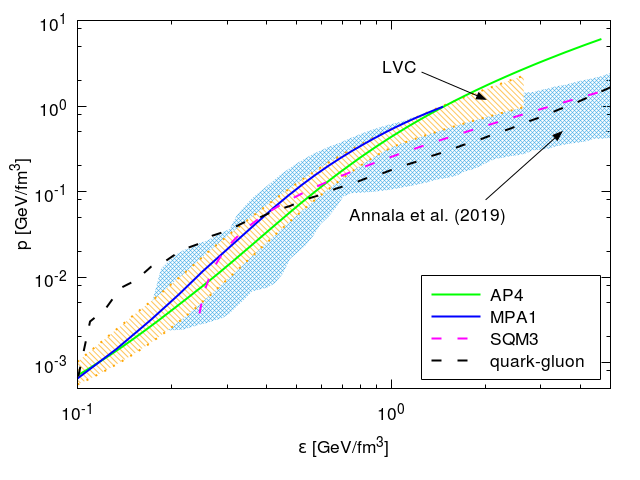 10¹
10⁰
10⁻¹
10⁻²
10⁻³
p [GeV/fm³]
LVC
Annala et al. (2019)
AP4
MPA1
SQM3
quark-gluon
10⁻¹
10⁰
ε [GeV/fm³]